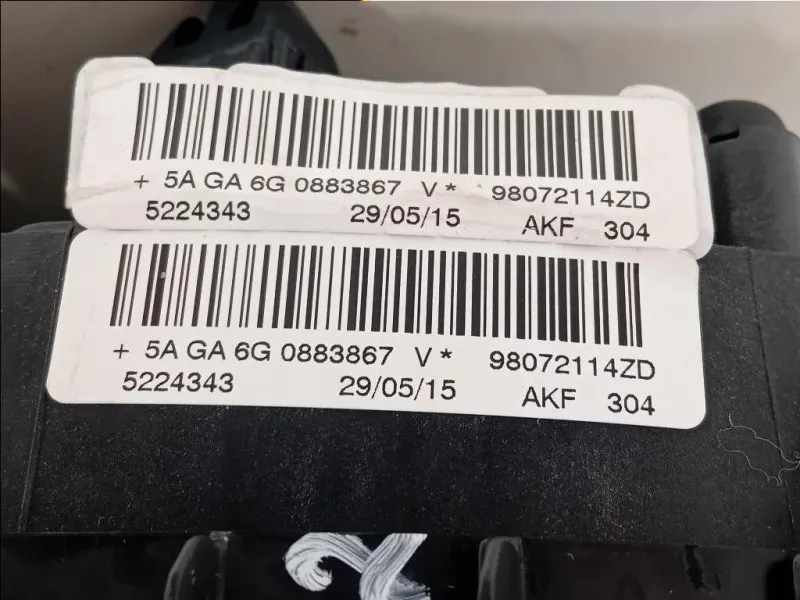 + 5A GA 6G 0883867 V* 98072114ZD
5224343 29/05/15 AKF 304
+ 5A GA 6G 0883867 V* 98072114ZD
5224343 29/05/15 AKF 304